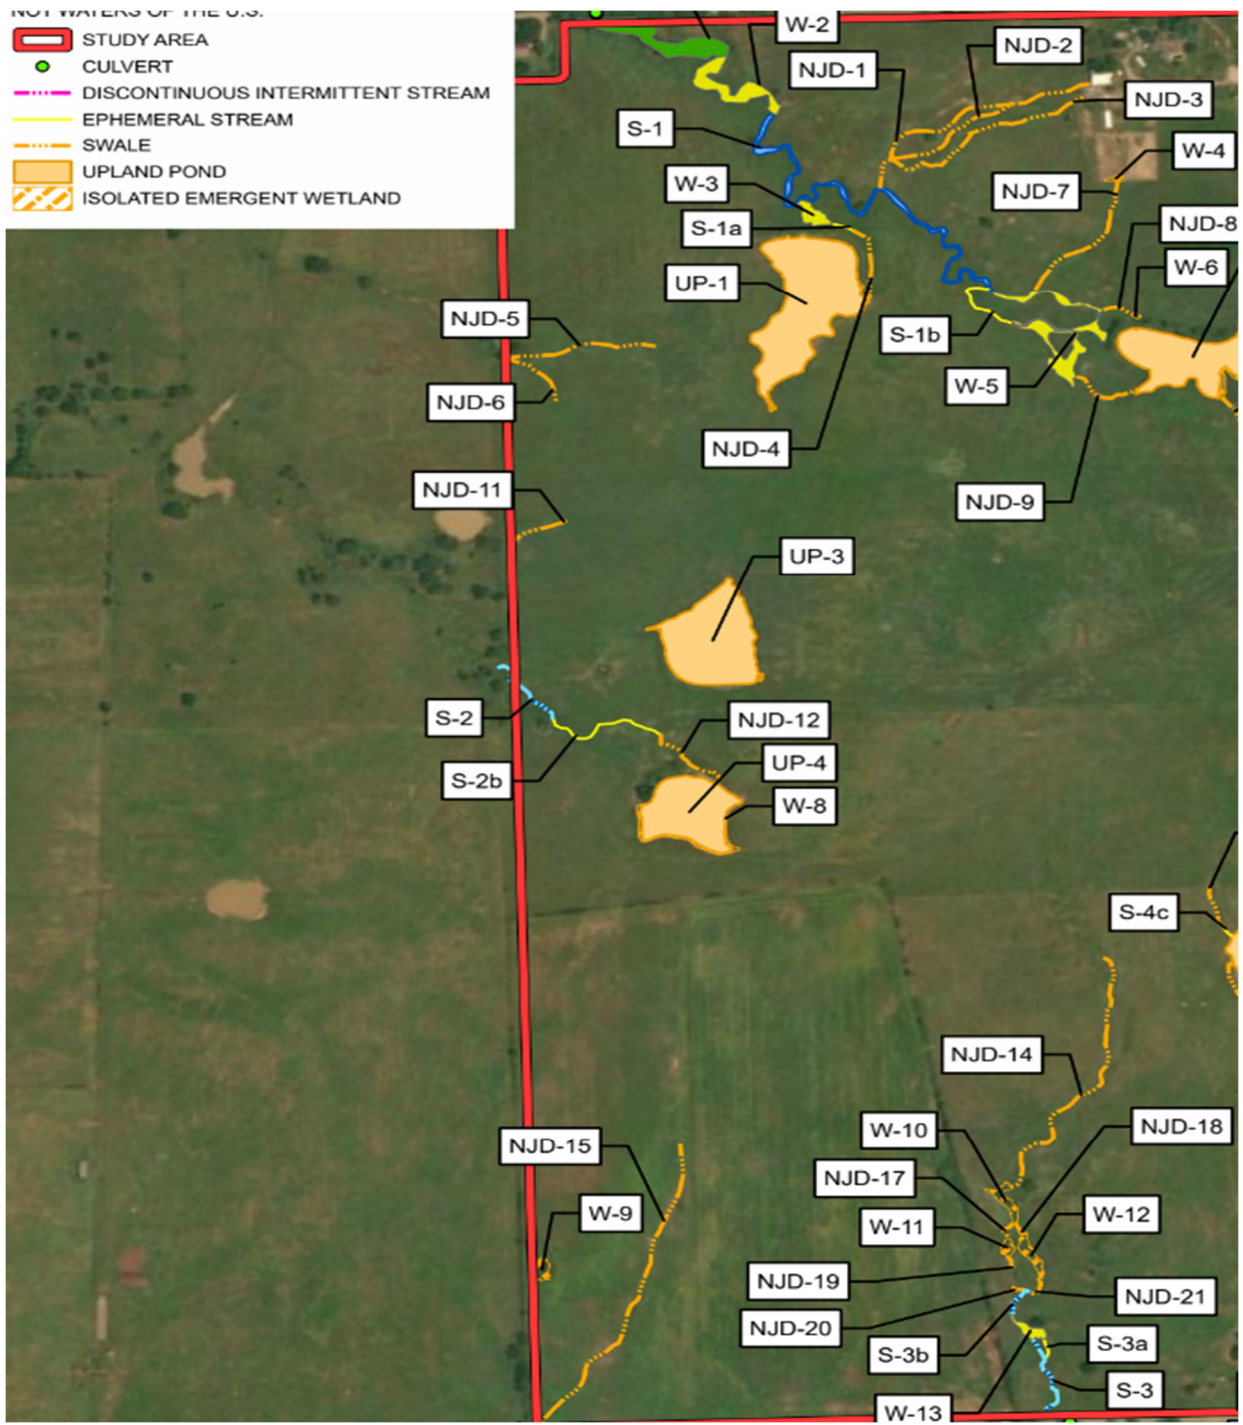 NOT WATERS OF THE U.S.
STUDY AREA
CULVERT
DISCONTINUOUS INTERMITTENT STREAM
EPHEMERAL STREAM
SWALE
UPLAND POND
ISOLATED EMERGENT WETLAND
W-2
NJD-2
NJD-1
NJD-3
S-1
W-4
W-3
NJD-7
S-1a
NJD-8
UP-1
W-6
NJD-5
S-1b
W-5
NJD-6
NJD-4
NJD-11
NJD-9
UP-3
S-2
NJD-12
UP-4
S-2b
W-8
S-4c
NJD-14
W-10
NJD-18
NJD-15
NJD-17
W-9
W-12
W-11
NJD-19
NJD-21
NJD-20
S-3a
S-3b
S-3
W-13